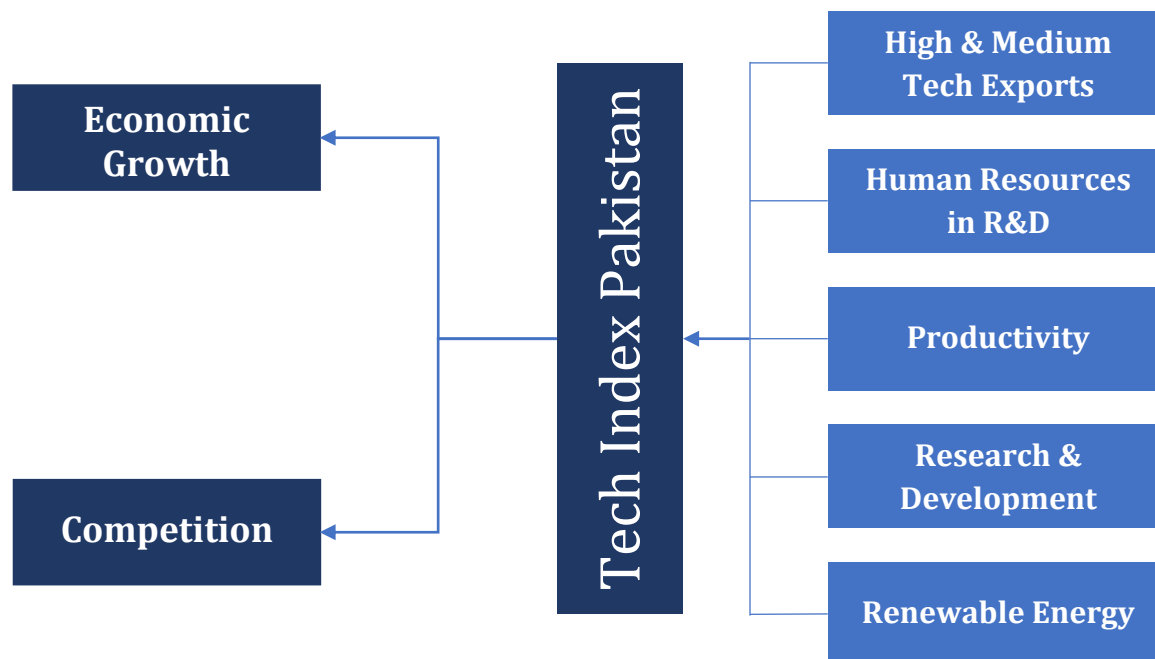 Economic
Growth
Competition
Tech Index Pakistan
High & Medium
Tech Exports
Human Resources
in R&D
Productivity
Research &
Development
Renewable Energy